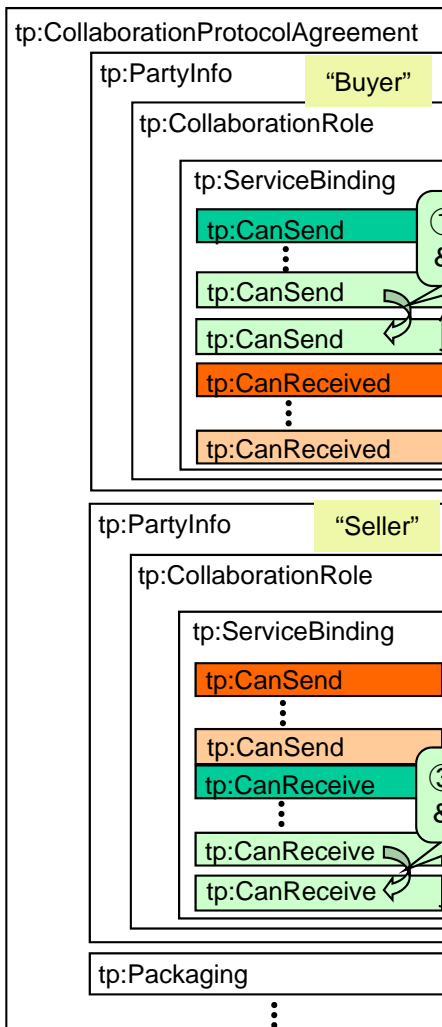 tp:CollaborationProtocolAgreement
tp:PartyInfo
“Buyer”
tp:CollaborationRole
tp:ServiceBinding
tp:CanSend
tp:CanSend
tp:CanSend
tp:CanReceived
tp:CanReceived
tp:PartyInfo
“Seller”
tp:CollaborationRole
tp:ServiceBinding
tp:CanSend
tp:CanSend
tp:CanReceive
tp:CanReceive
tp:CanReceive
tp:Packaging